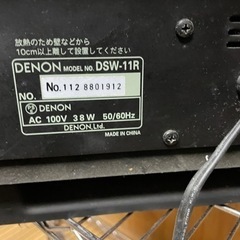 放熱のため壁などから
10cm以上離して設置してください
DENON MODEL NO. DSW-11R
NO. No.112 8801912
DENON
AC 100V 38W 50/60Hz
DENON,Ltd.
MADE IN CHINA